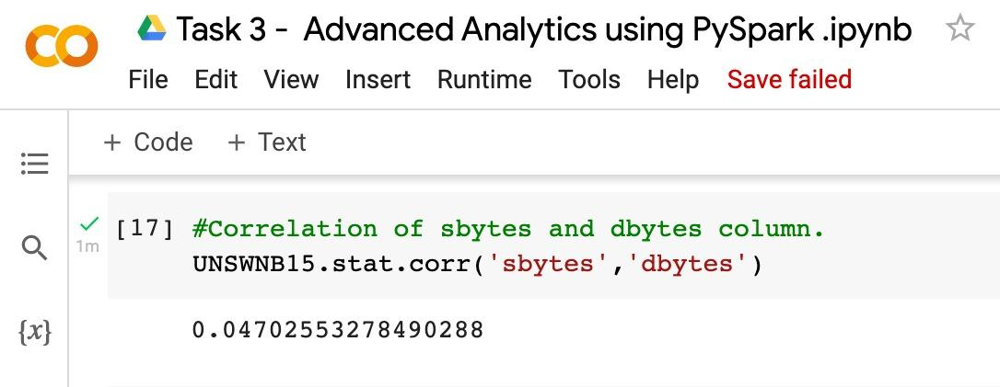 Task 3 - Advanced Analytics using PySpark .ipynb
File Edit View Insert Runtime Tools Help Save failed
+ Code + Text
[17] #Correlation of sbytes and dbytes column.
1m UNSWNB15.stat.corr('sbytes','dbytes')
0.04702553278490288
{x}